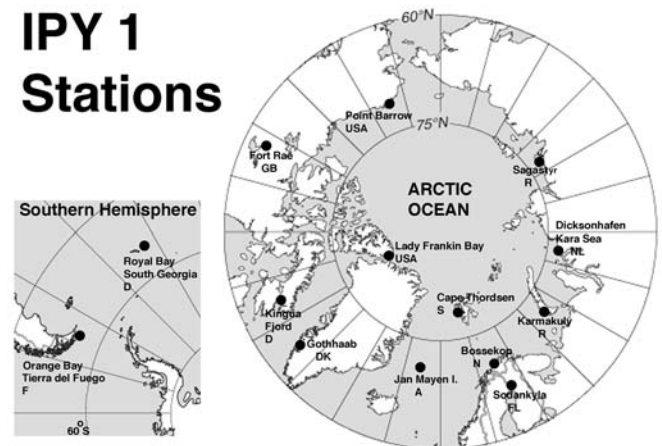 IPY 1
Stations
60°N
75°N
Point Barrow
USA
Fort Rae
GB
Sagastyr
R
ARCTIC
OCEAN
Southern Hemisphere
Royal Bay
South Georgia
D
Dicksonhafen
Kara Sea
NL
Lady Frankin Bay
USA
Kingua
Fjord
D
Cape Thordsen
S
Karmakuly
R
Gothhaab
DK
Bossekop
N
Orange Bay
Tierra del Fuego
F
Jan Mayen I.
A
Sodankyla
FL
60°S